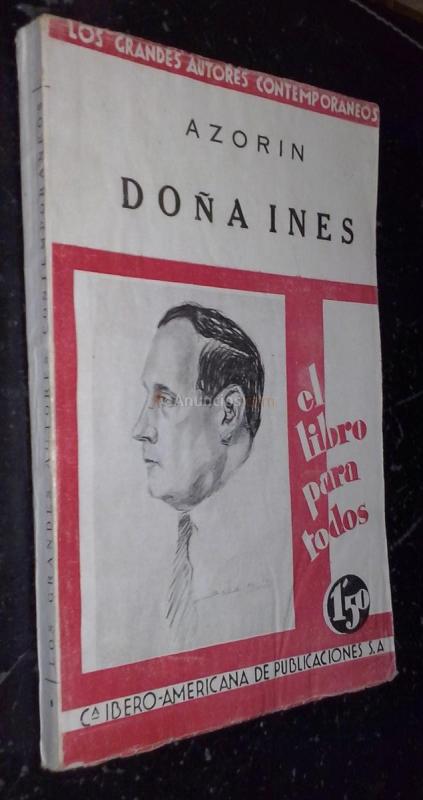 LOS GRANDES AUTORES CONTEMPORANEOS
AZORIN
DOÑA INES
el
libro
para
todos
1'50
Cª IBERO-AMERICANA DE PUBLICACIONES S.A
LOS GRANDES AUTORES CONTEMPORANEOS